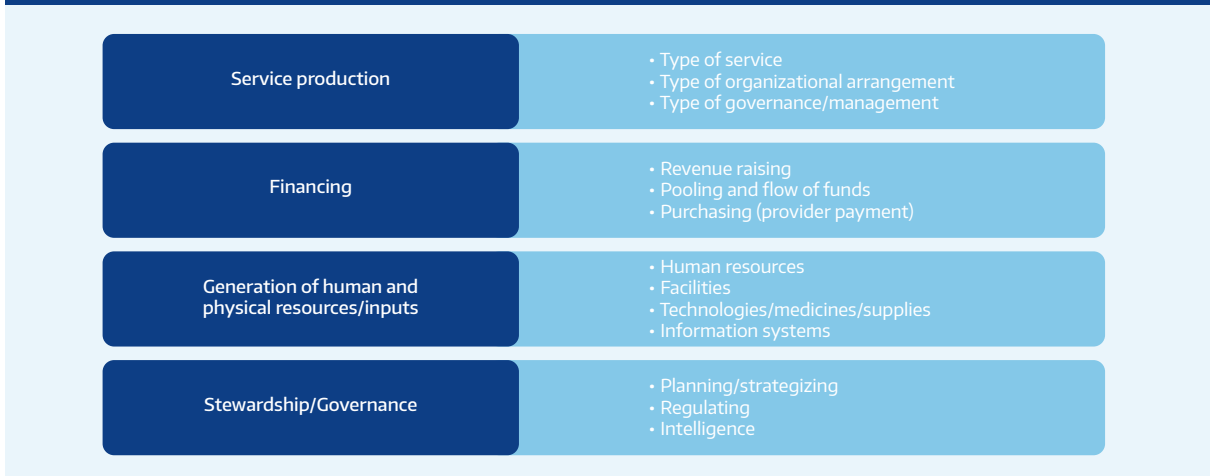 Service production
• Type of service
• Type of organizational arrangement
• Type of governance/management
Financing
• Revenue raising
• Pooling and flow of funds
• Purchasing (provider payment)
Generation of human and
physical resources/inputs
• Human resources
• Facilities
• Technologies/medicines/supplies
• Information systems
Stewardship/Governance
• Planning/strategizing
• Regulating
• Intelligence